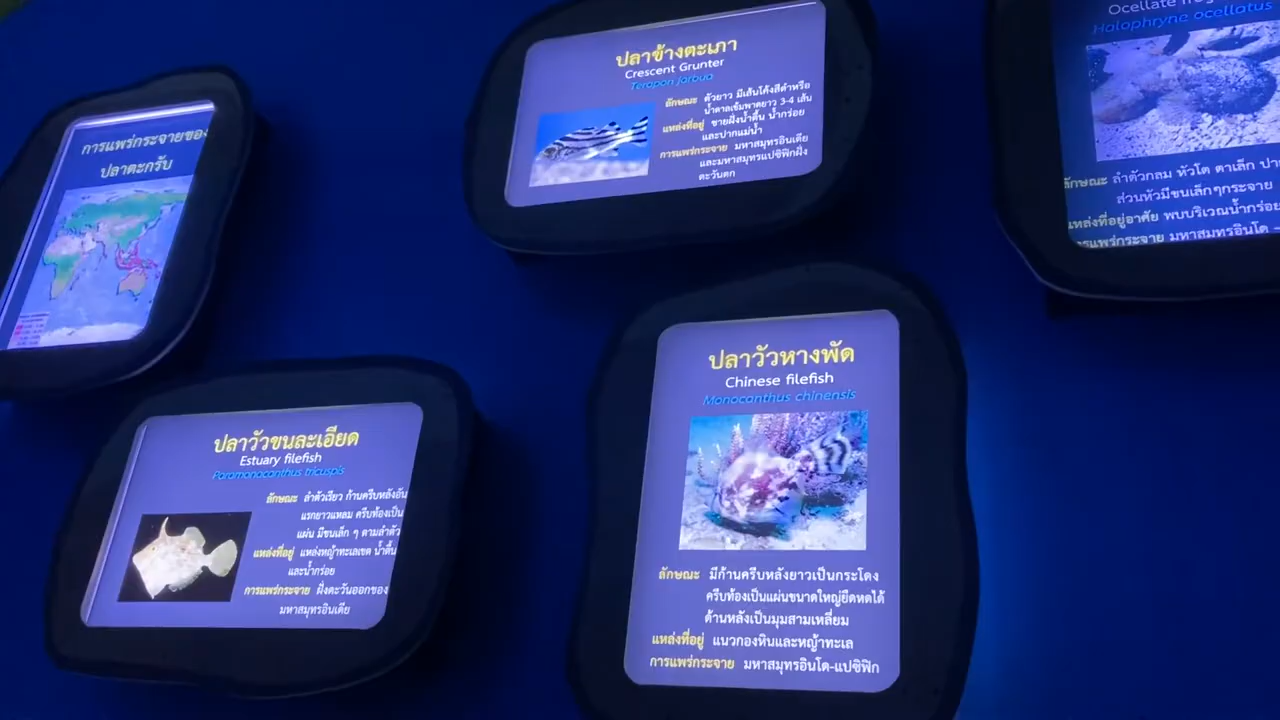 การแพร่กระจายของ
ปลาตะกรับ
ปลาข้างตะเภา
Crescent Grunter
Terapon jarbua
ลักษณะ ตัวยาว มีเส้นโค้งสีดำหรือ
น้ำตาลเข้มพาดยาว 3-4 เส้น
แหล่งที่อยู่ ชายฝั่งน้ำตื้น น้ำกร่อย
และปากแม่น้ำ
การแพร่กระจาย มหาสมุทรอินเดีย
และมหาสมุทรแปซิฟิกฝั่ง
ตะวันตก
Ocellate
Halophryne ocellatus
ลักษณะ ลำตัวกลม หัวโต ตาเล็ก
ส่วนหัวมีขนเล็กๆกระจาย
แหล่งที่อยู่อาศัย พบบริเวณน้ำกร่อย
การแพร่กระจาย มหาสมุทรอินโด -
ปลาวัวขนละเอียด
Estuary filefish
Paramonacanthus tricuspis
ลักษณะ ลำตัวเรียว ก้านครีบหลังอัน
แรกยาวแหลม ครีบท้องเป็น
แผ่น มีขนเล็ก ๆ ตามลำตัว
แหล่งที่อยู่ แหล่งหญ้าทะเลเขต น้ำตื้น
และน้ำกร่อย
การแพร่กระจาย ฝั่งตะวันออกของ
มหาสมุทรอินเดีย
ปลาวัวหางพัด
Chinese filefish
Monocanthus chinensis
ลักษณะ มีก้านครีบหลังยาวเป็นกระโดง
ครีบท้องเป็นแผ่นขนาดใหญ่ยืดหดได้
ด้านหลังเป็นมุมสามเหลี่ยม
แหล่งที่อยู่ แนวกองหินและหญ้าทะเล
การแพร่กระจาย มหาสมุทรอินโด-แปซิฟิก